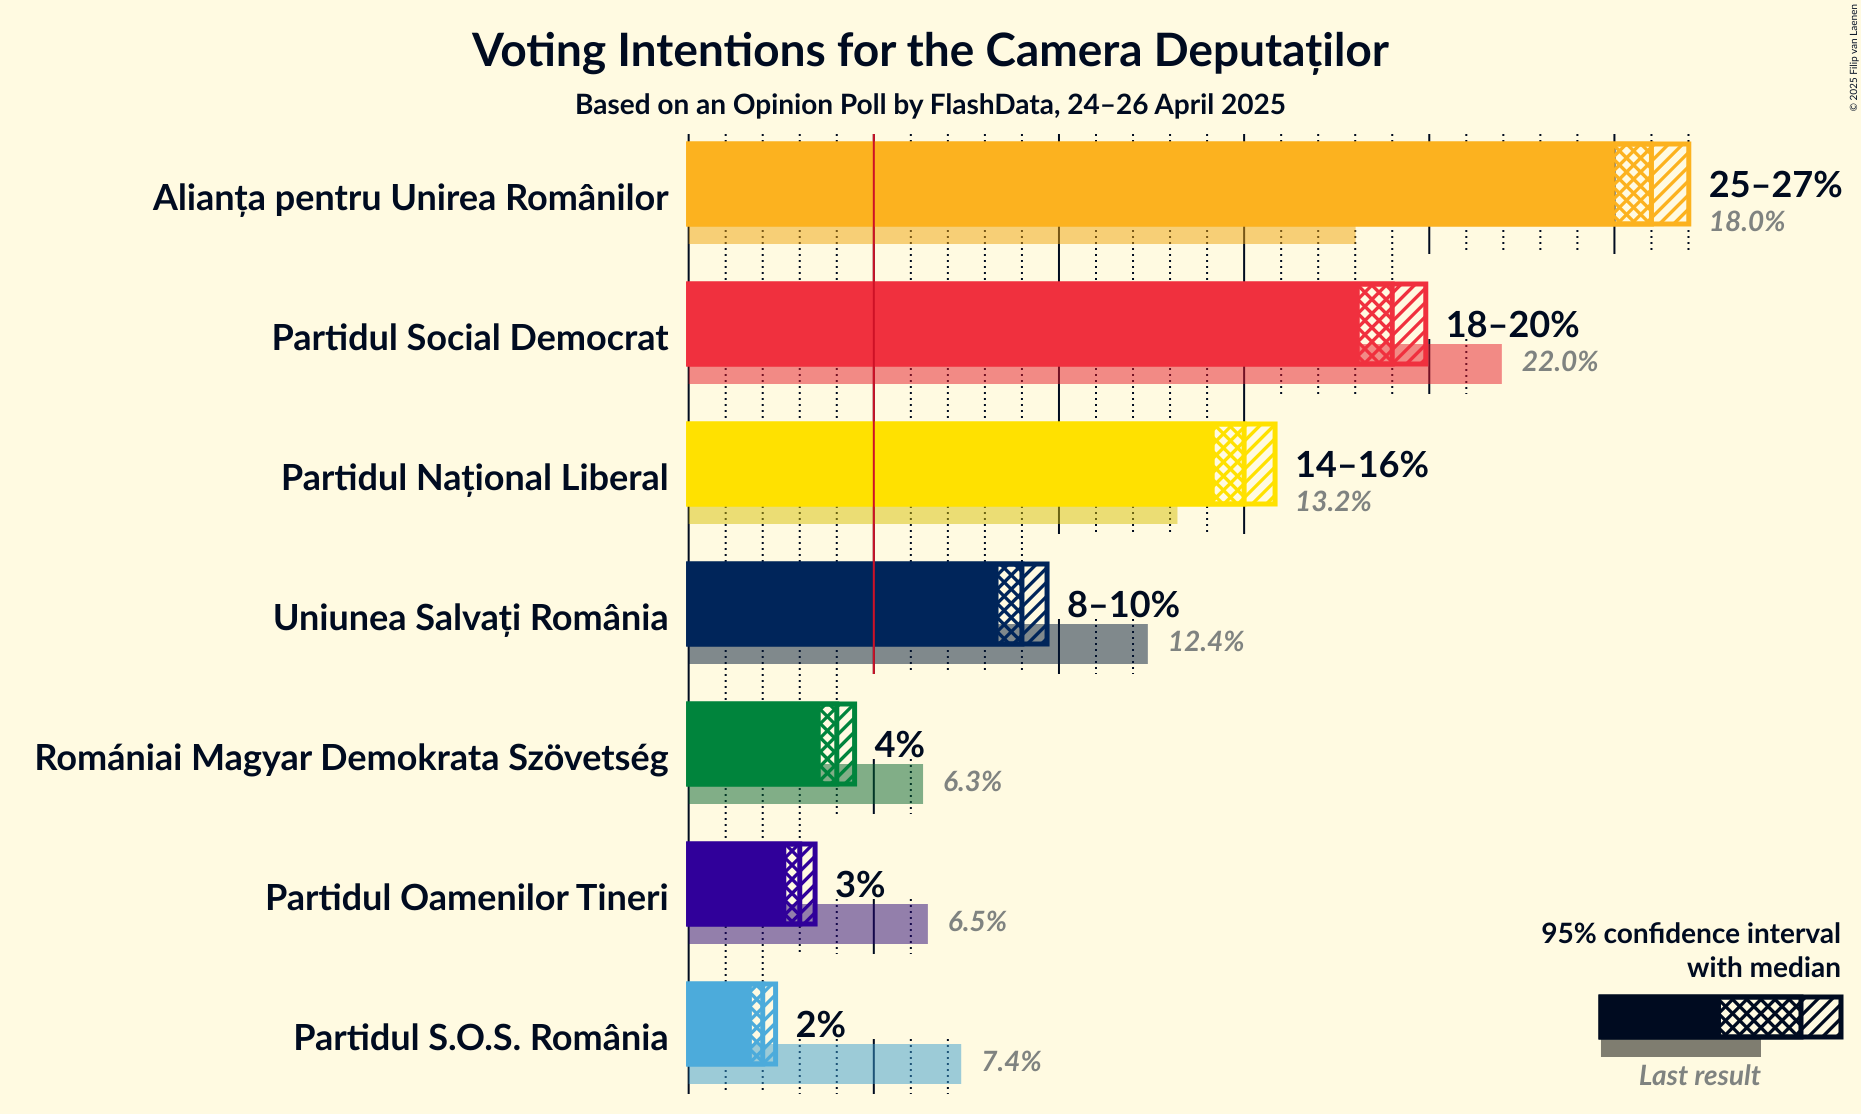 Voting Intentions for the Camera Deputaților
Based on an Opinion Poll by FlashData, 24–26 April 2025
© 2025 Filip van Laenen
Alianța pentru Unirea Românilor
25–27%
18.0%
Partidul Social Democrat
18–20%
22.0%
Partidul Național Liberal
14–16%
13.2%
Uniunea Salvați România
8–10%
12.4%
Romániai Magyar Demokrata Szövetség
4%
6.3%
Partidul Oamenilor Tineri
3%
6.5%
Partidul S.O.S. România
2%
7.4%
95% confidence interval
with median
Last result